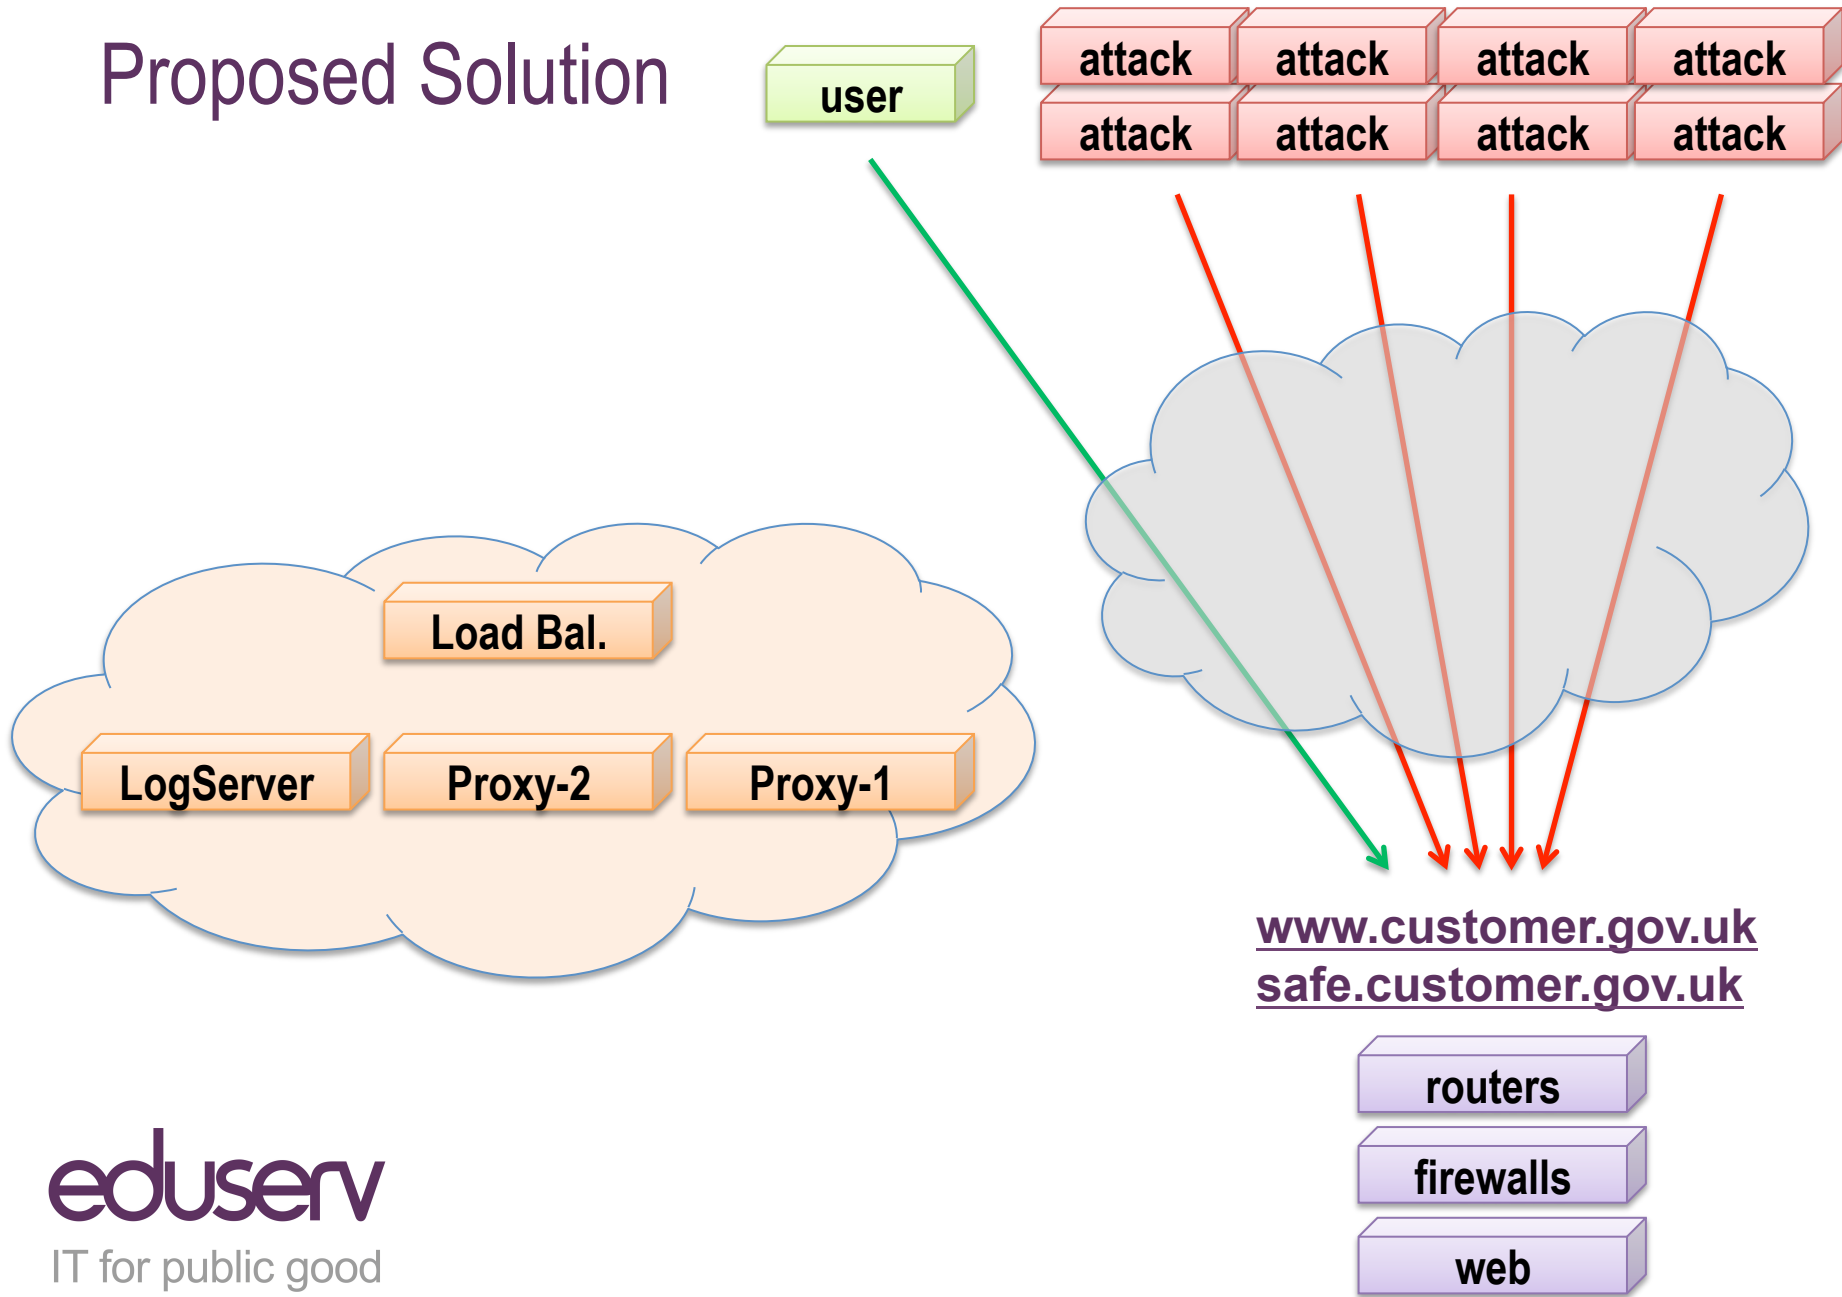 Proposed Solution
user
attack attack attack attack
attack attack attack attack
Load Bal.
LogServer Proxy-2 Proxy-1
www.customer.gov.uk
safe.customer.gov.uk
routers
firewalls
web
eduserv
IT for public good